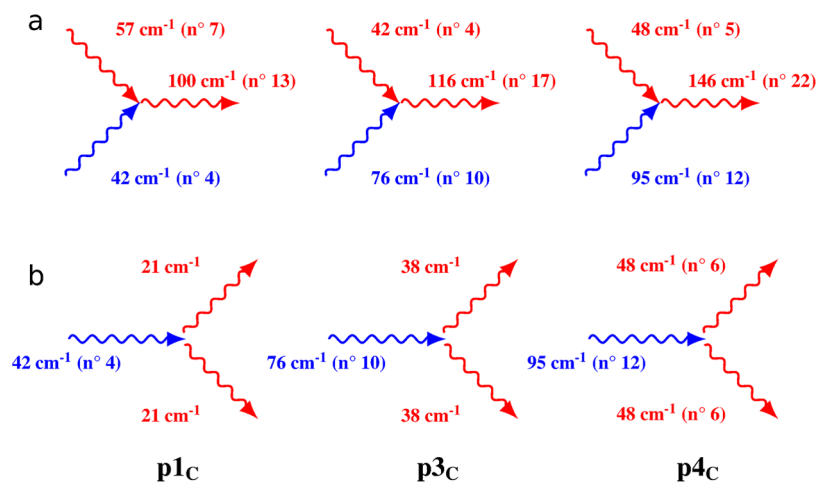 a
57 cm⁻¹ (n° 7)
42 cm⁻¹ (n° 4)
48 cm⁻¹ (n° 5)
100 cm⁻¹ (n° 13)
116 cm⁻¹ (n° 17)
146 cm⁻¹ (n° 22)
42 cm⁻¹ (n° 4)
76 cm⁻¹ (n° 10)
95 cm⁻¹ (n° 12)
b
21 cm⁻¹
38 cm⁻¹
48 cm⁻¹ (n° 6)
42 cm⁻¹ (n° 4)
76 cm⁻¹ (n° 10)
95 cm⁻¹ (n° 12)
21 cm⁻¹
38 cm⁻¹
48 cm⁻¹ (n° 6)
p1C
p3C
p4C